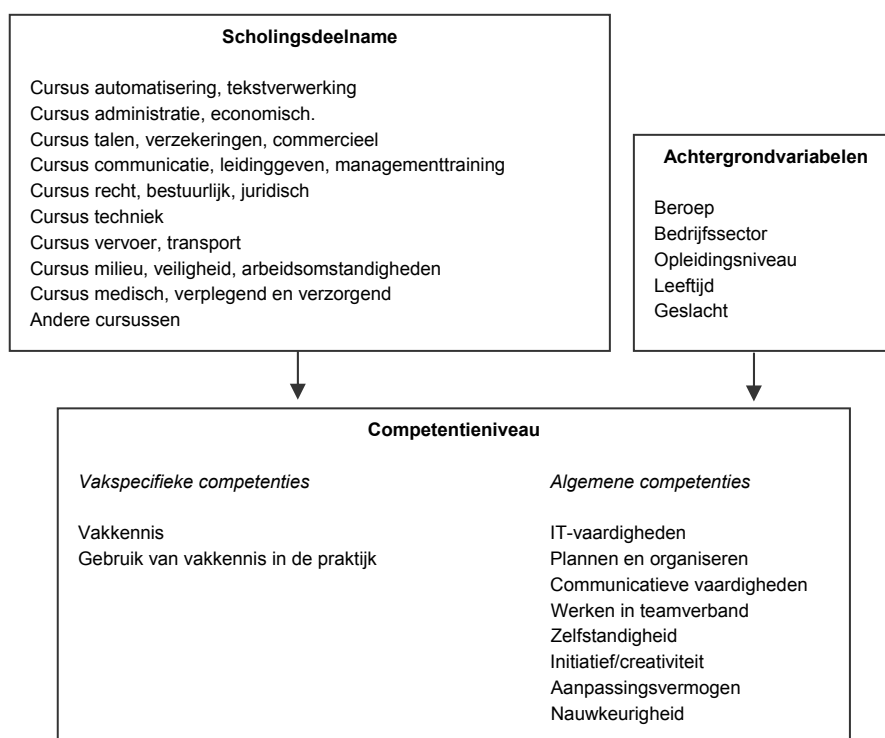 Scholingsdeelname
Cursus automatisering, tekstverwerking
Cursus administratie, economisch.
Cursus talen, verzekeringen, commercieel
Cursus communicatie, leidinggeven, managementtraining
Cursus recht, bestuurlijk, juridisch
Cursus techniek
Cursus vervoer, transport
Cursus milieu, veiligheid, arbeidsomstandigheden
Cursus medisch, verplegend en verzorgend
Andere cursussen
Achtergrondvariabelen
Beroep
Bedrijfssector
Opleidingsniveau
Leeftijd
Geslacht
Competentieniveau
Vakspecifieke competenties
Vakkennis
Gebruik van vakkennis in de praktijk
Algemene competenties
IT-vaardigheden
Plannen en organiseren
Communicatieve vaardigheden
Werken in teamverband
Zelfstandigheid
Initiatief/creativiteit
Aanpassingsvermogen
Nauwkeurigheid